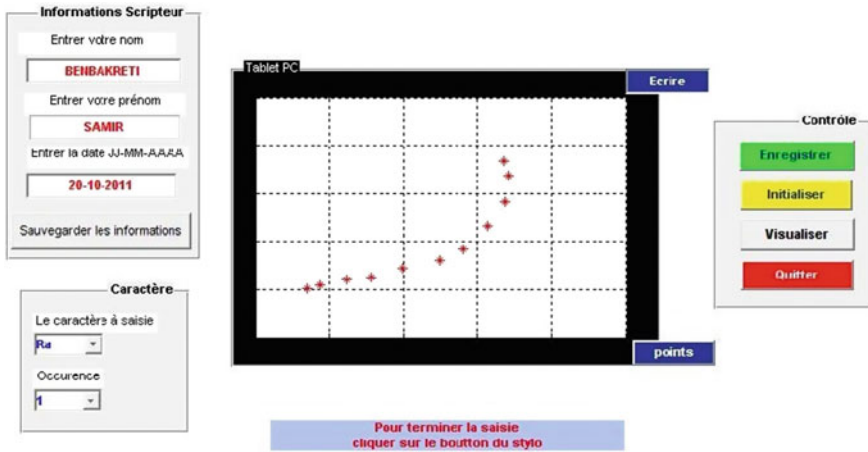 Informations Scripteur
Entrer votre nom
BENBAKRETI
Entrer votre prénom
SAMIR
Entrer la date JJ-MM-AAAA
20-10-2011
Sauvegarder les informations
Caractère
Le caractère à saisie
Ra
Occurence
1
Tablet PC
Ecrire
points
Pour terminer la saisie
cliquer sur le boutton du stylo
Contrôle
Enregistrer
Initialiser
Visualiser
Quitter